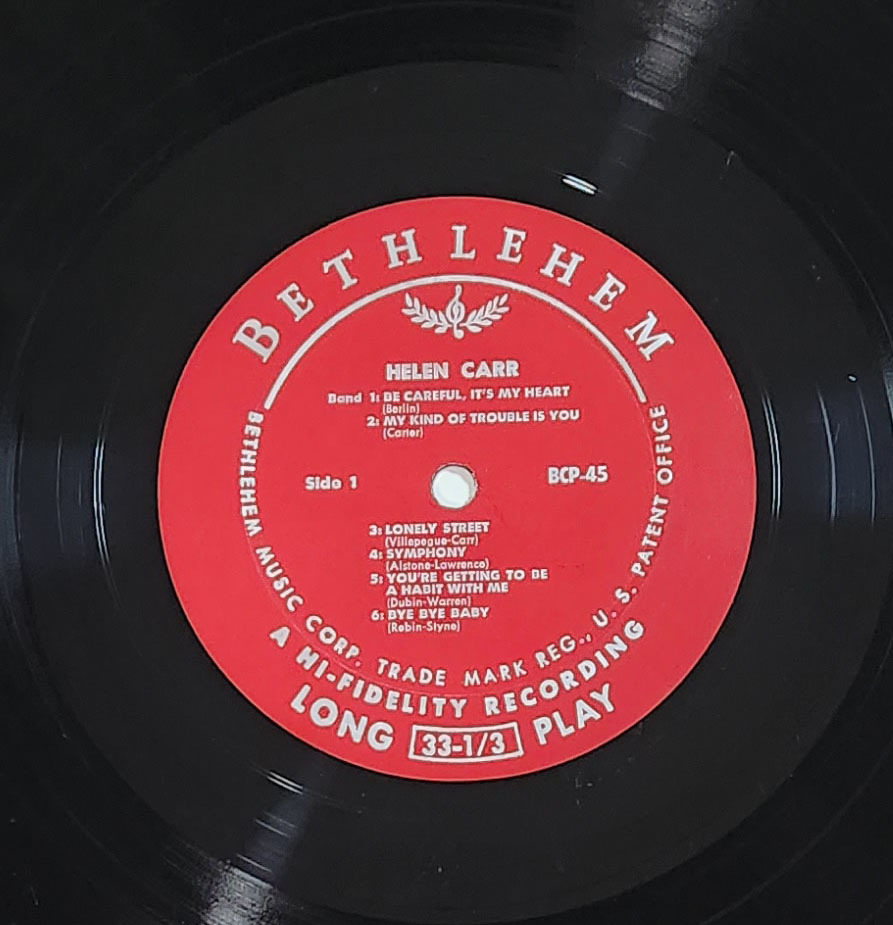 BETHLEHEM
HELEN CARR
Band 1: BE CAREFUL, IT'S MY HEART
(Berlin)
2: MY KIND OF TROUBLE IS YOU
(Carter)
Side 1
BCP-45
3: LONELY STREET
(Villepegue-Carr)
4: SYMPHONY
(Alstone-Lawrence)
5: YOU'RE GETTING TO BE
A HABIT WITH ME
(Dubin-Warren)
6: BYE BYE BABY
(Robin-Styne)
BETHLEHEM MUSIC CORP. TRADE MARK REG., U. S. PATENT OFFICE
A HI-FIDELITY RECORDING
LONG 33-1/3 PLAY